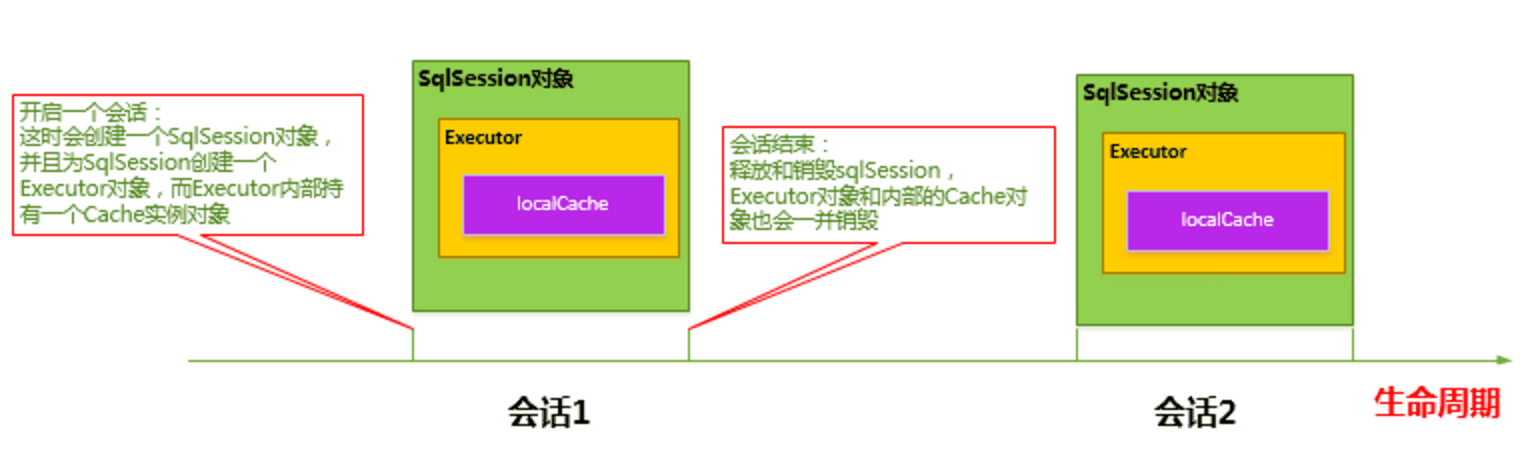 SqlSession对象
开启一个会话：
这时会创建一个SqlSession对象，
并且为SqlSession创建一个
Executor对象，而Executor内部持
有一个Cache实例对象
Executor
localCache
会话结束：
释放和销毁sqlSession，
Executor对象和内部的Cache对
象也会一并销毁
SqlSession对象
Executor
localCache
会话1
会话2
生命周期